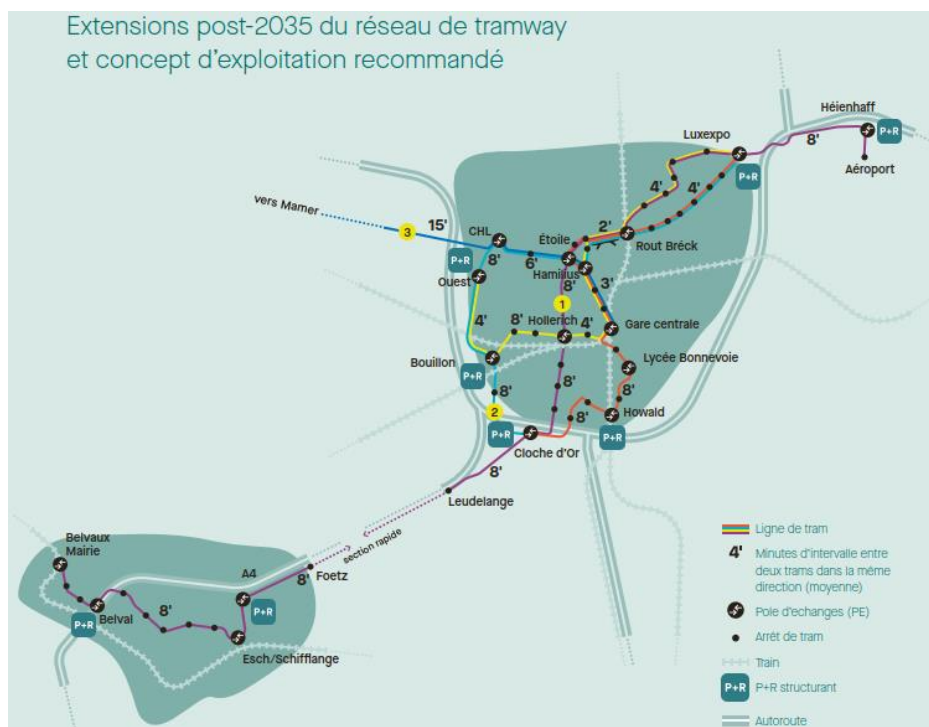 Extensions post-2035 du réseau de tramway
et concept d'exploitation recommandé
Héienhaff
P+R
8'
Aéroport
Luxexpo
P+R
4'
4'
vers Mamer
3
15'
CHL
Étoile
2'
Rout Bréck
P+R
8'
6'
Hamilius
Ouest
8'
3'
1
4'
8'
Hollerich
4'
Gare centrale
Bouillon
P+R
Lycée Bonnevoie
8'
8'
8'
2
8'
Howald
P+R
P+R
Cloche d'Or
8'
Leudelange
section rapide
Belvaux
Mairie
A4
8'
Foetz
P+R
Belval
P+R
8'
Esch/Schifflange
Ligne de tram
4'
Minutes d'intervalle entre
deux trams dans la même
direction (moyenne)
Pole d'echanges (PE)
Arrêt de tram
Train
P+R
P+R structurant
Autoroute